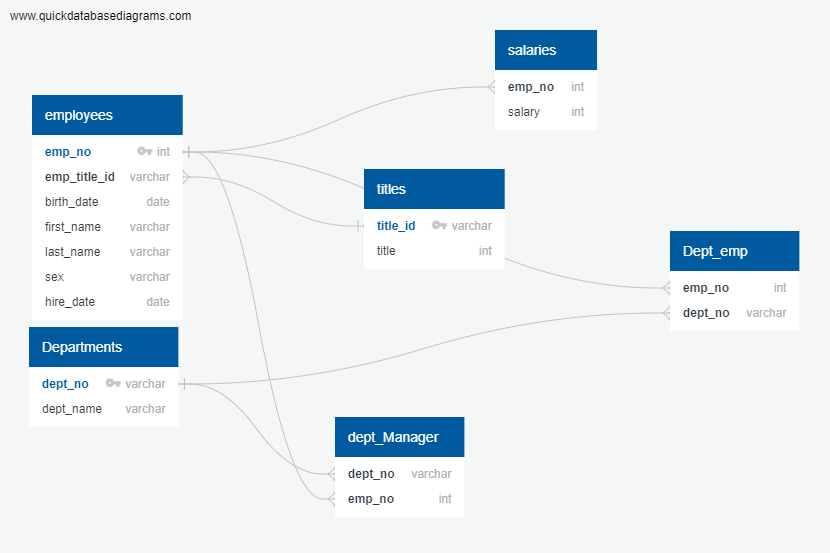 www.quickdatabasediagrams.com
salaries
emp_no int
salary int
employees
emp_no int
emp_title_id varchar
birth_date date
first_name varchar
last_name varchar
sex varchar
hire_date date
titles
title_id varchar
title int
Dept_emp
emp_no int
dept_no varchar
Departments
dept_no varchar
dept_name varchar
dept_Manager
dept_no varchar
emp_no int